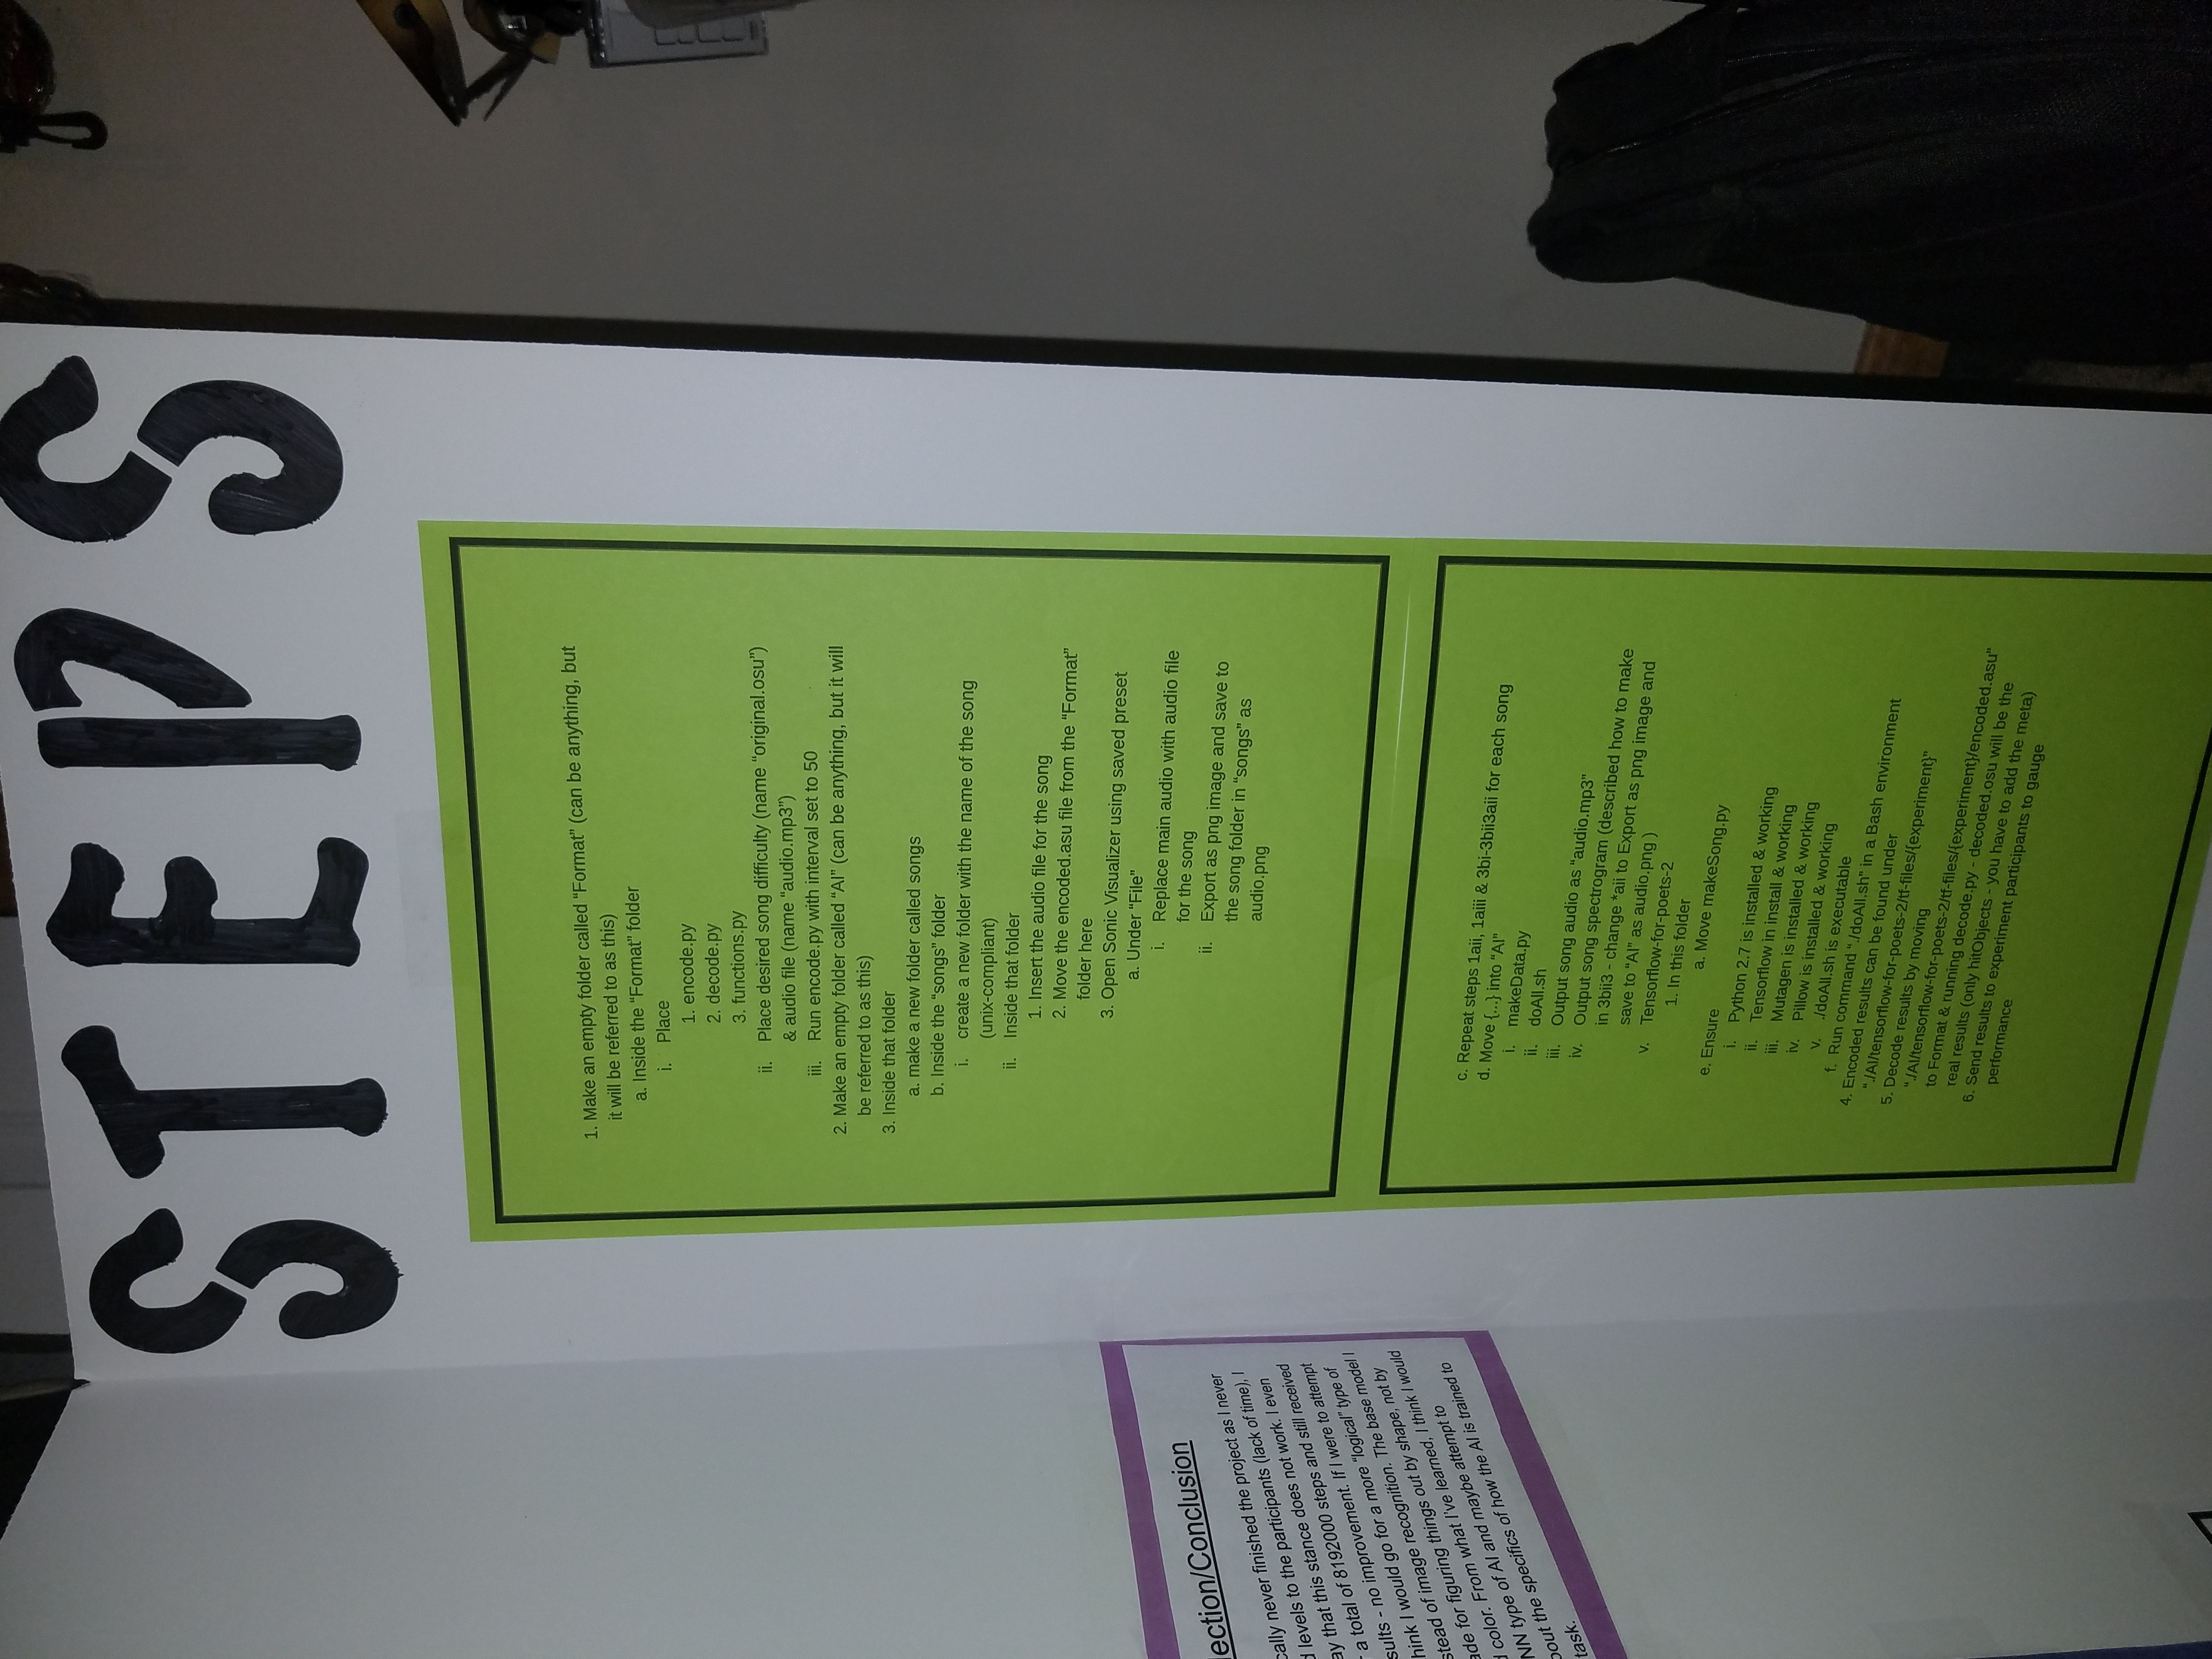 STEPS
1. Make an empty folder called “Format” (can be anything, but
it will be referred to as this)
a. Inside the “Format” folder
i. Place
1. encode.py
2. decode.py
3. functions.py
ii. Place desired song difficulty (name “original.osu”)
& audio file (name “audio.mp3”)
iii. Run encode.py with interval set to 50
2. Make an empty folder called “AI” (can be anything, but it will
be referred to as this)
3. Inside that folder
a. make a new folder called songs
b. Inside the “songs” folder
i. create a new folder with the name of the song
(unix-compliant)
ii. Inside that folder
1. Insert the audio file for the song
2. Move the encoded.asu file from the “Format”
folder here
3. Open Sonic Visualizer using saved preset
a. Under “File”
i. Replace main audio with audio file
for the song
ii. Export as png image and save to
the song folder in “songs” as
audio.png
c. Repeat steps 1aii, 1aiii & 3bi-3bii3aii for each song
d. Move {...} into “AI”
i. makeData.py
ii. doAll.sh
iii. Output song audio as “audio.mp3”
iv. Output song spectrogram (described how to make
in 3bii3 - change *aii to Export as png image and
save to “AI” as audio.png )
v. Tensorflow-for-poets-2
1. In this folder
a. Move makeSong.py
e. Ensure
i. Python 2.7 is installed & working
ii. Tensorflow in install & working
iii. Mutagen is installed & working
iv. Pillow is installed & working
v. ./doAll.sh is executable
f. Run command “./doAll.sh” in a Bash environment
4. Encoded results can be found under
“./AI/tensorflow-for-poets-2/tf-files/{experiment}”
5. Decode results by moving
“./AI/tensorflow-for-poets-2/tf-files/{experiment}/encoded.asu”
to Format & running decode.py - decoded.osu will be the
real results (only hitObjects - you have to add the meta)
6. Send results to experiment participants to gauge
performance
lection/Conclusion
cally never finished the project as I never
d levels to the participants (lack of time), I
ay that this stance does not work. I even
r a total of 8192000 steps and still received
sults - no improvement. If I were to attempt
hink I would go for a more “logical” type of
stead of image recognition. The base model I
ade for figuring things out by shape, not by
d color. From what I’ve learned, I think I would
NN type of AI and maybe attempt to
bout the specifics of how the AI is trained to
task.